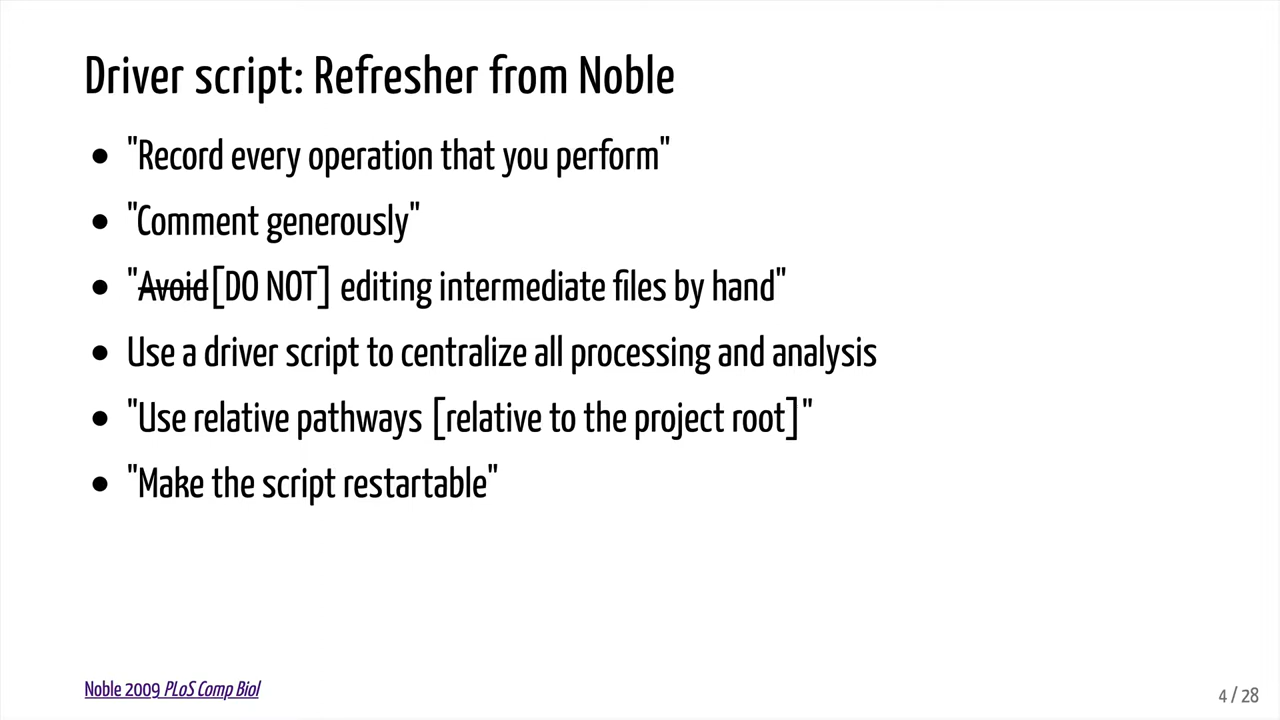 Driver script: Refresher from Noble
• "Record every operation that you perform"
• "Comment generously"
• "Avoid[DO NOT] editing intermediate files by hand"
• Use a driver script to centralize all processing and analysis
• "Use relative pathways [relative to the project root]"
• "Make the script restartable"
Noble 2009 PLoS Comp Biol
4 / 28